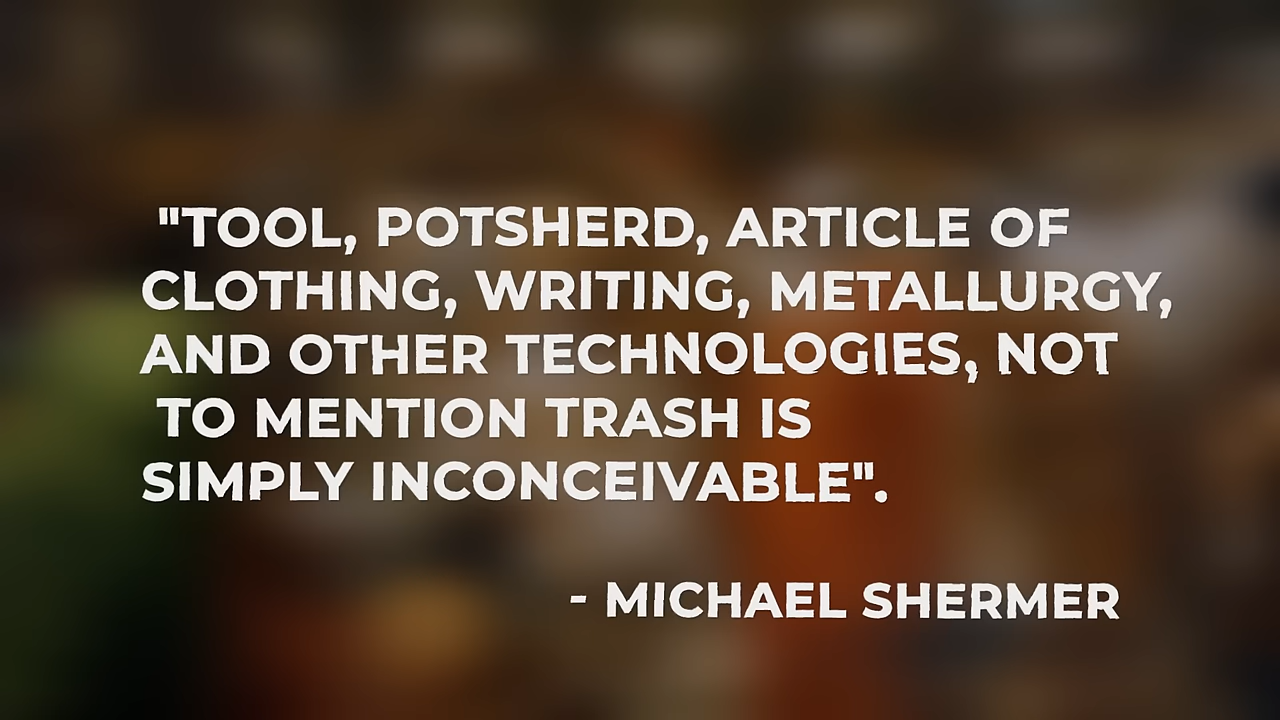 "TOOL, POTSHERD, ARTICLE OF
CLOTHING, WRITING, METALLURGY,
AND OTHER TECHNOLOGIES, NOT
TO MENTION TRASH IS
SIMPLY INCONCEIVABLE".
- MICHAEL SHERMER